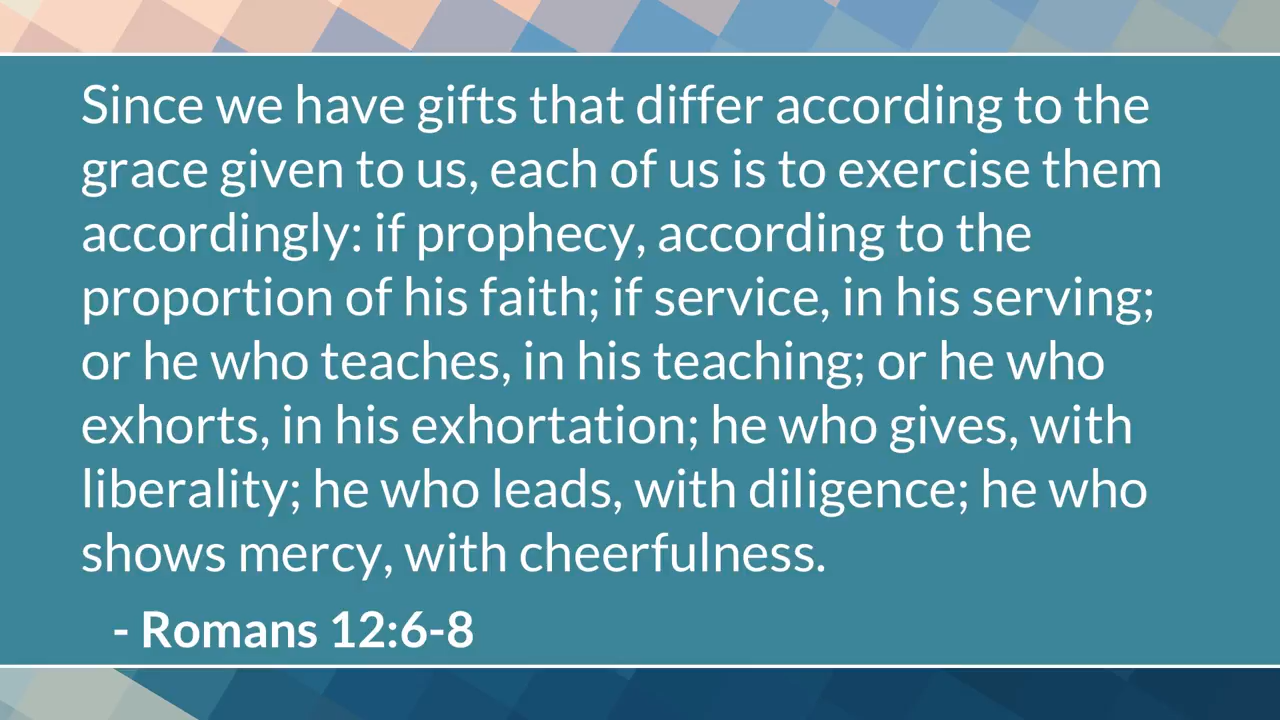 Since we have gifts that differ according to the
grace given to us, each of us is to exercise them
accordingly: if prophecy, according to the
proportion of his faith; if service, in his serving;
or he who teaches, in his teaching; or he who
exhorts, in his exhortation; he who gives, with
liberality; he who leads, with diligence; he who
shows mercy, with cheerfulness.
- Romans 12:6-8